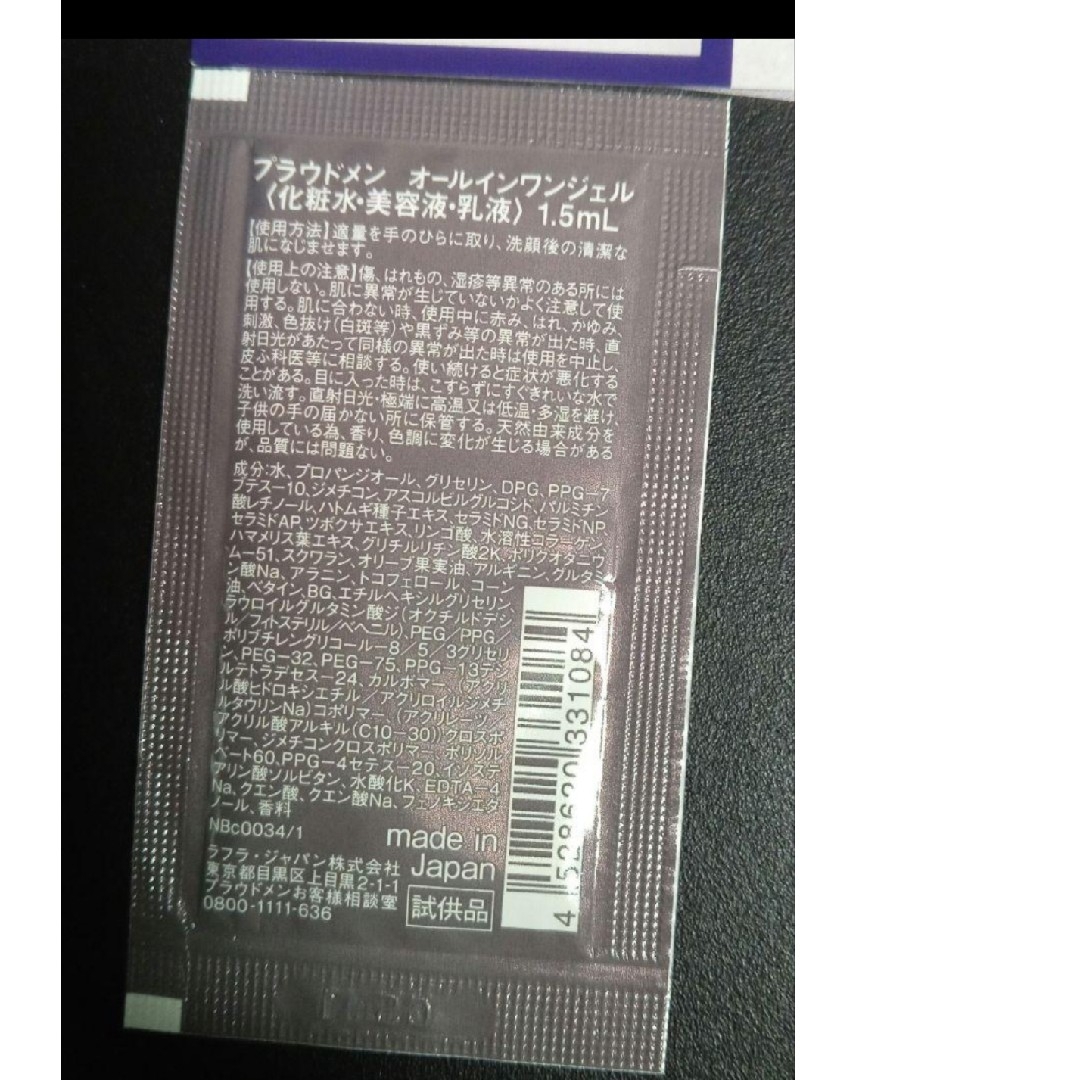 プラウドメン オールインワンジェル
〈化粧水・美容液・乳液〉 1.5mL
【使用方法】適量を手のひらに取り、洗顔後の清潔な
肌になじませます。
【使用上の注意】傷、はれもの、湿疹等異常のある所には
使用しない。肌に異常が生じていないかよく注意して使
用する。肌に合わない時、使用中に赤み、はれ、かゆみ、
刺激、色抜け(白斑等)や黒ずみ等の異常が出た時、直
射日光があたって同様の異常が出た時は使用を中止し、
皮ふ科医等に相談する。使い続けると症状が悪化する
ことがある。目に入った時は、こすらずにすぐきれいな水で
洗い流す。直射日光・極端に高温又は低温・多湿を避け、
子供の手の届かない所に保管する。天然由来成分を
使用している為、香り、色調に変化が生じる場合がある
が、品質には問題ない。
成分:水、プロパンジオール、グリセリン、DPG、PPG−7
ブテス−10、ジメチコン、アスコルビルグルコシド、パルミチン
酸レチノール、ハトムギ種子エキス、セラミドNG、セラミドNP、
セラミドAP、ツボクサエキス、リンゴ酸、水溶性コラーゲン、
ハマメリス葉エキス、グリチルリチン酸2K、ポリクオタニウ
ム−51、スクワラン、オリーブ果実油、アルギニン、グルタミ
ン酸Na、アラニン、トコフェロール、コーン
油、ベタイン、BG、エチルヘキシルグリセリン、
ラウロイルグルタミン酸ジ(オクチルドデシ
ル/フィトステリル/ベヘニル)、PEG/PPG/
ポリブチレングリコール−8/5/3グリセリ
ン、PEG−32、PEG−75、PPG−13デシ
ルテトラデセス−24、カルボマー、(アクリ
ル酸ヒドロキシエチル/アクリロイルジメチ
ルタウリンNa)コポリマー、(アクリレーツ/
アクリル酸アルキル(C10−30))クロスポ
リマー、ジメチコンクロスポリマー、ポリソル
ベート60、PPG−4セテス−20、イソステ
アリン酸ソルビタン、水酸化K、EDTA−4
Na、クエン酸、クエン酸Na、フェノキシエタ
ノール、香料
NBc0034/1
made in
Japan
ラフラ・ジャパン株式会社
東京都目黒区上目黒2-1-1
プラウドメンお客様相談室
0800-1111-636
試供品
4 528620 331084